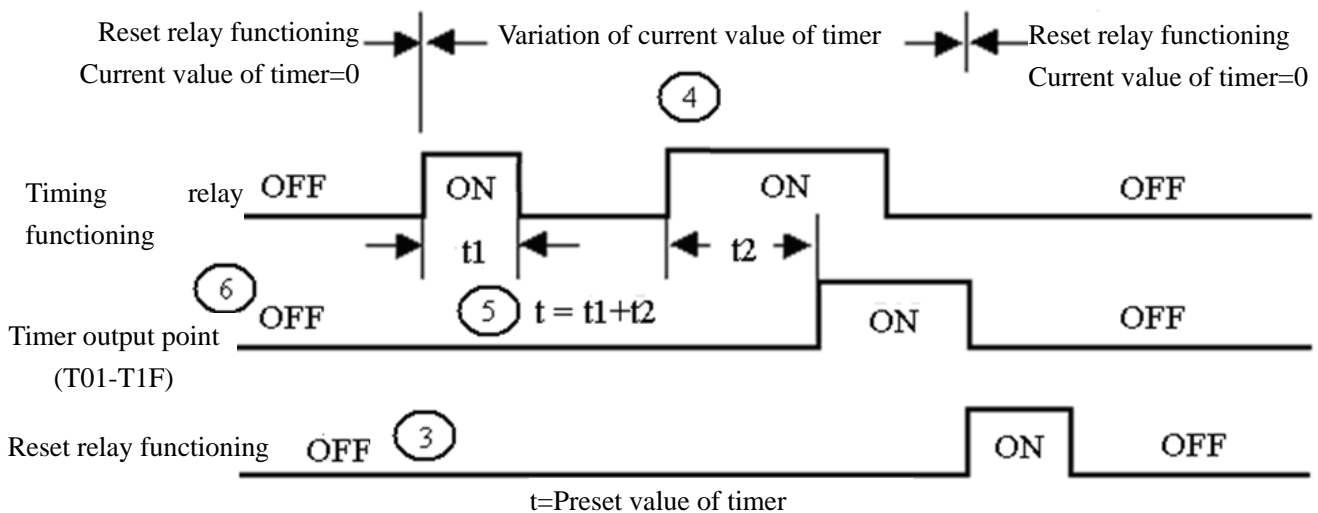 Reset relay functioning
Current value of timer=0
Variation of current value of timer
Reset relay functioning
Current value of timer=0
4
Timing relay
functioning
OFF
ON
ON
OFF
t1
t2
6
5
t = t1+t2
Timer output point
(T01-T1F)
OFF
ON
OFF
Reset relay functioning
OFF
3
ON
OFF
t=Preset value of timer